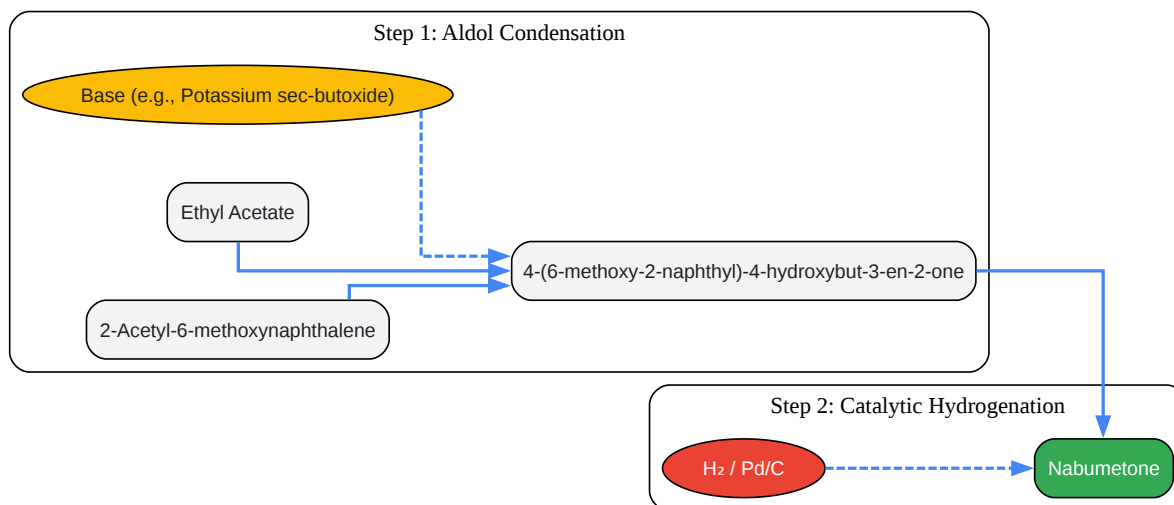 Step 1: Aldol Condensation
Base (e.g., Potassium sec-butoxide)
Ethyl Acetate
4-(6-methoxy-2-naphthyl)-4-hydroxybut-3-en-2-one
2-Acetyl-6-methoxynaphthalene
Step 2: Catalytic Hydrogenation
H₂ / Pd/C
Nabumetone